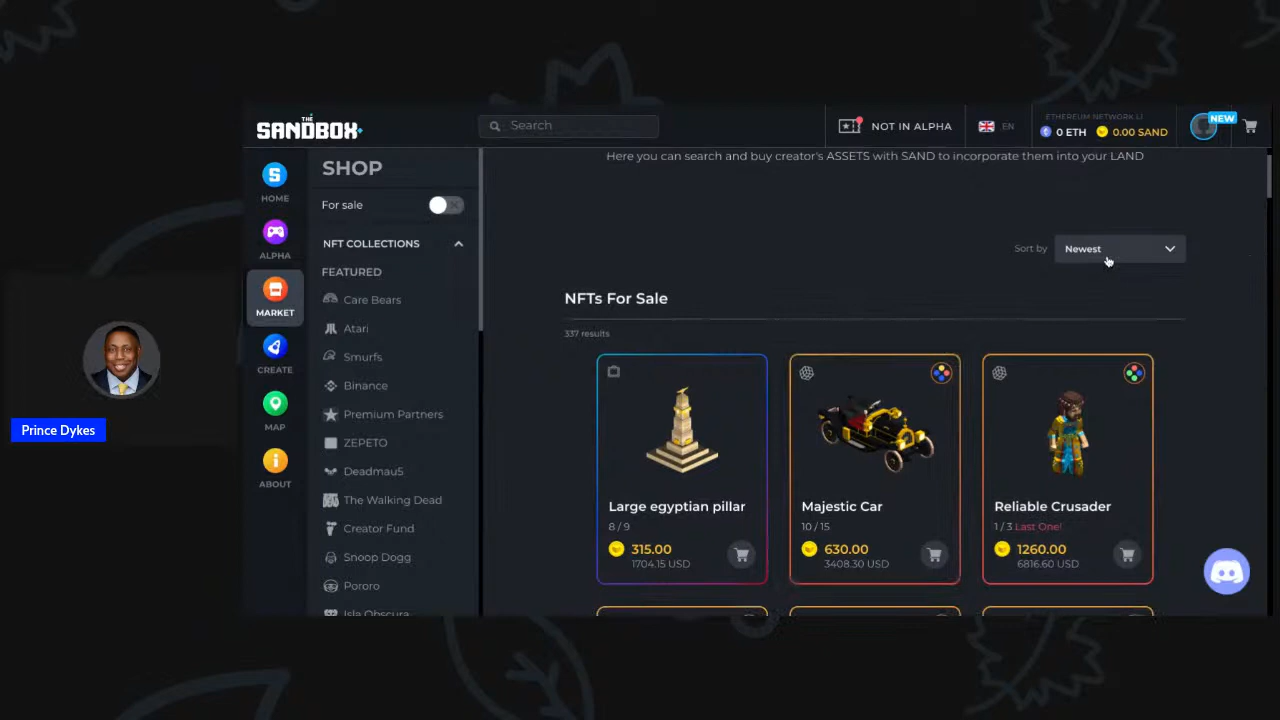 THE
SANDBOX
Search
NOT IN ALPHA
EN
ETHEREUM NETWORK LI
0 ETH
0.00 SAND
NEW
HOME
ALPHA
MARKET
CREATE
MAP
ABOUT
SHOP
For sale
NFT COLLECTIONS
FEATURED
Care Bears
Atari
Smurfs
Binance
Premium Partners
ZEPETO
Deadmau5
The Walking Dead
Creator Fund
Snoop Dogg
Pororo
Isla Obscura
Here you can search and buy creator's ASSETS with SAND to incorporate them into your LAND
Sort by
Newest
NFTs For Sale
337 results
Large egyptian pillar
8 / 9
315.00
1704.15 USD
Majestic Car
10 / 15
630.00
3408.30 USD
Reliable Crusader
1 / 3 Last One!
1260.00
6816.60 USD
Prince Dykes